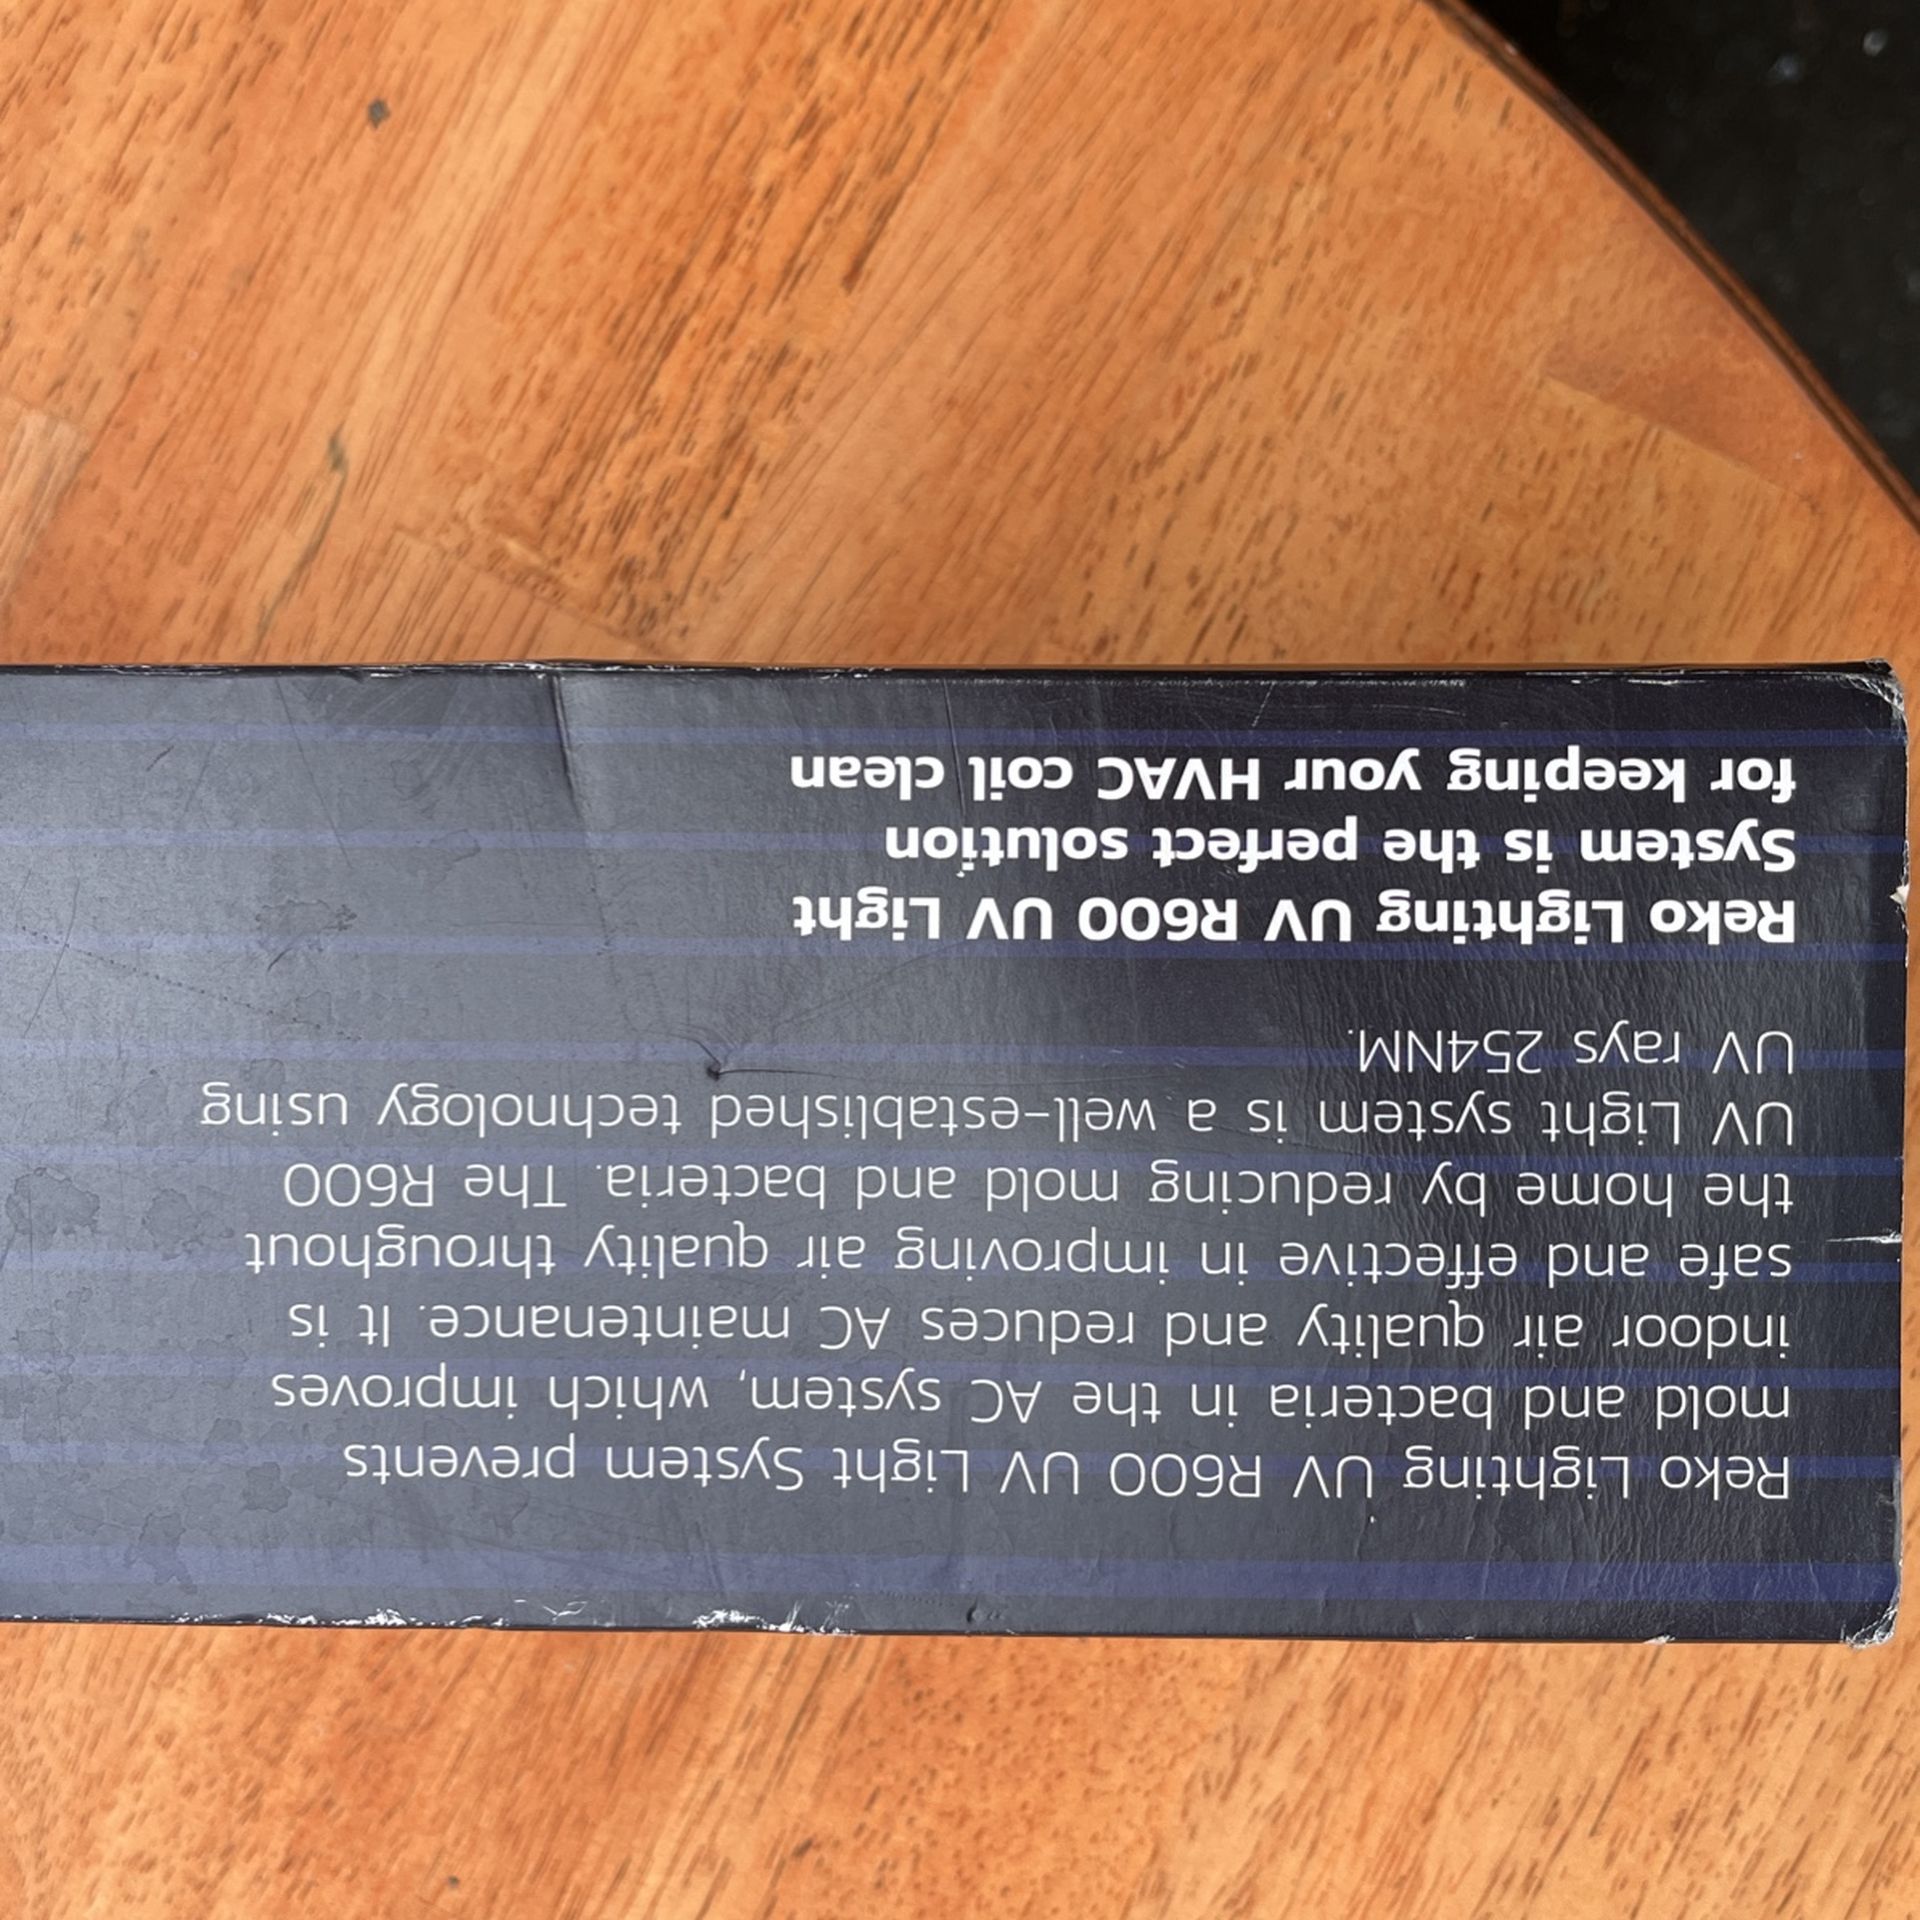 Reko Lighting UV R600 UV Light System prevents
mold and bacteria in the AC system, which improves
indoor air quality and reduces AC maintenance. It is
safe and effective in improving air quality throughout
the home by reducing mold and bacteria. The R600
UV Light system is a well-established technology using
UV rays 254NM.
Reko Lighting UV R600 UV Light
System is the perfect solution
for keeping your HVAC coil clean